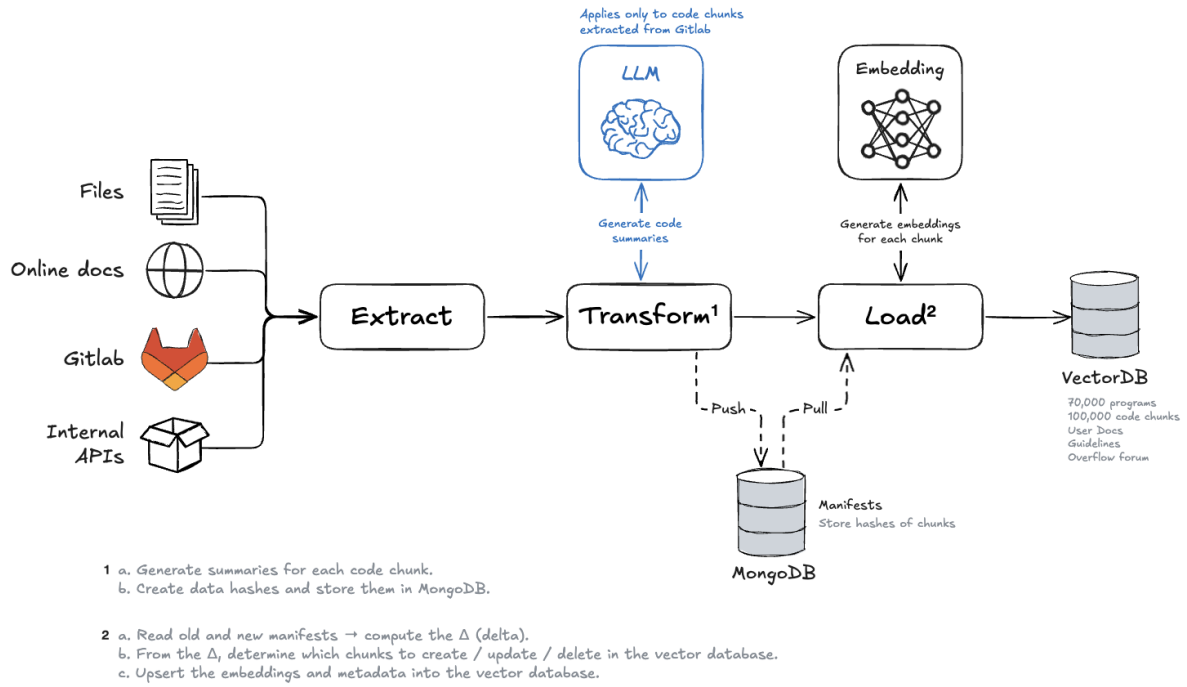 Applies only to code chunks
extracted from Gitlab
LLM
Embedding
Files
Generate code
summaries
Generate embeddings
for each chunk
Online docs
Extract
Transform¹
Load²
Gitlab
VectorDB
70,000 programs
100,000 code chunks
User Docs
Guidelines
Overflow forum
Push
Pull
Internal
APIs
Manifests
Store hashes of chunks
MongoDB
1 a. Generate summaries for each code chunk.
b. Create data hashes and store them in MongoDB.
2 a. Read old and new manifests → compute the Δ (delta).
b. From the Δ, determine which chunks to create / update / delete in the vector database.
c. Upsert the embeddings and metadata into the vector database.